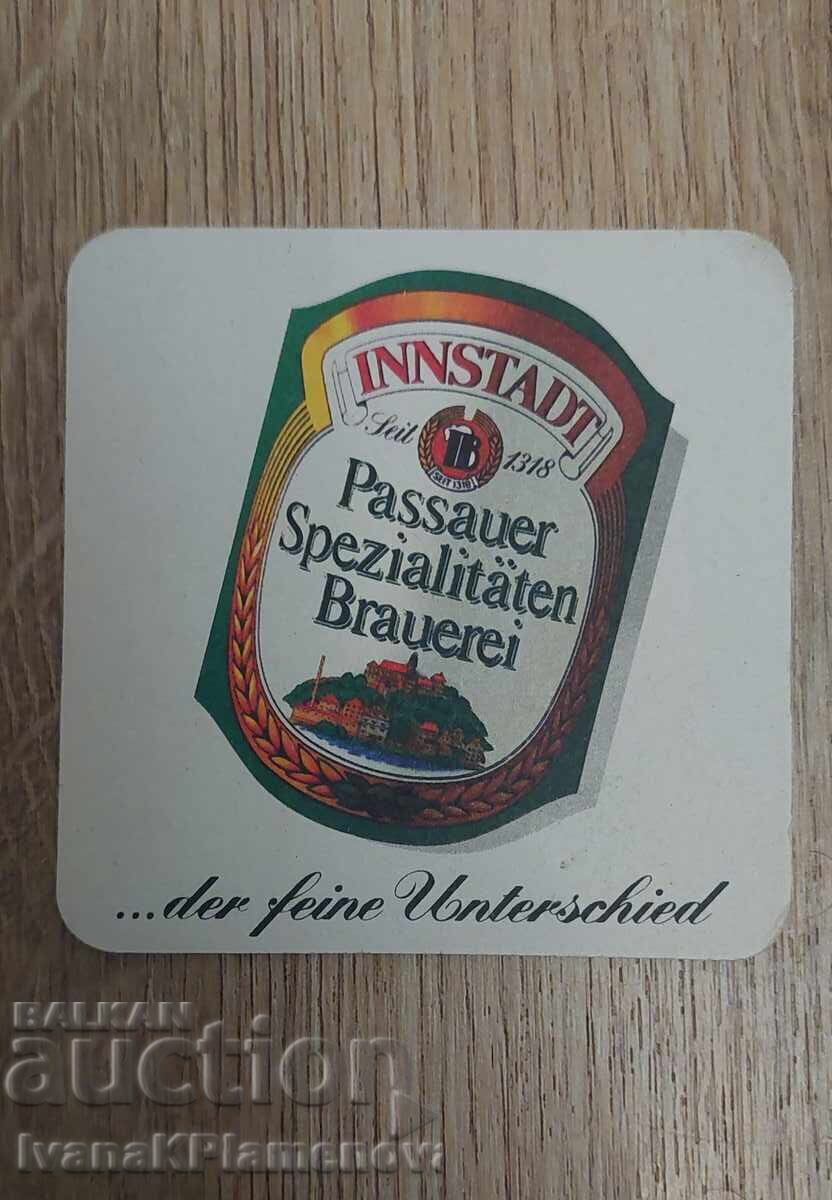 INNSTADT
Seit 1318
SEIT 1318
Passauer
Spezialitäten
Brauerei
...der feine Unterschied
BALKAN
auction
IvanaKPlamenov